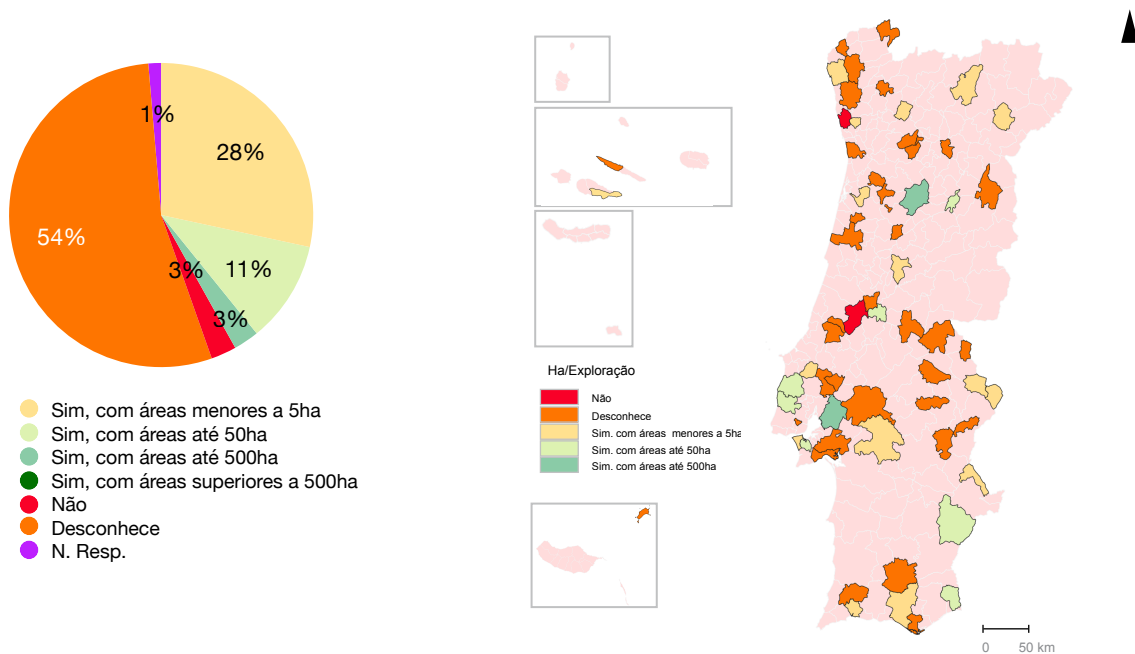 1%
28%
54%
3%
11%
3%
Sim, com áreas menores a 5ha
Sim, com áreas até 50ha
Sim, com áreas até 500ha
Sim, com áreas superiores a 500ha
Não
Desconhece
N. Resp.
Ha/Exploração
Não
Desconhece
Sim. com áreas menores a 5ha
Sim. com áreas até 50ha
Sim. com áreas até 500ha
0 50 km